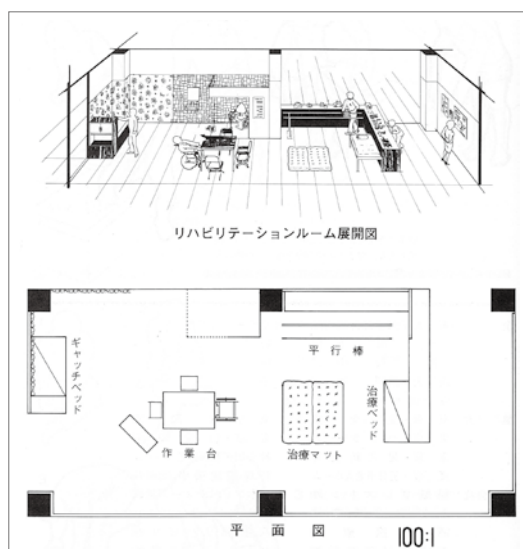 リハビリテーションルーム展開図
ギャッチベッド
平行棒
治療ベッド
作業台
治療マット
平面図
100:1